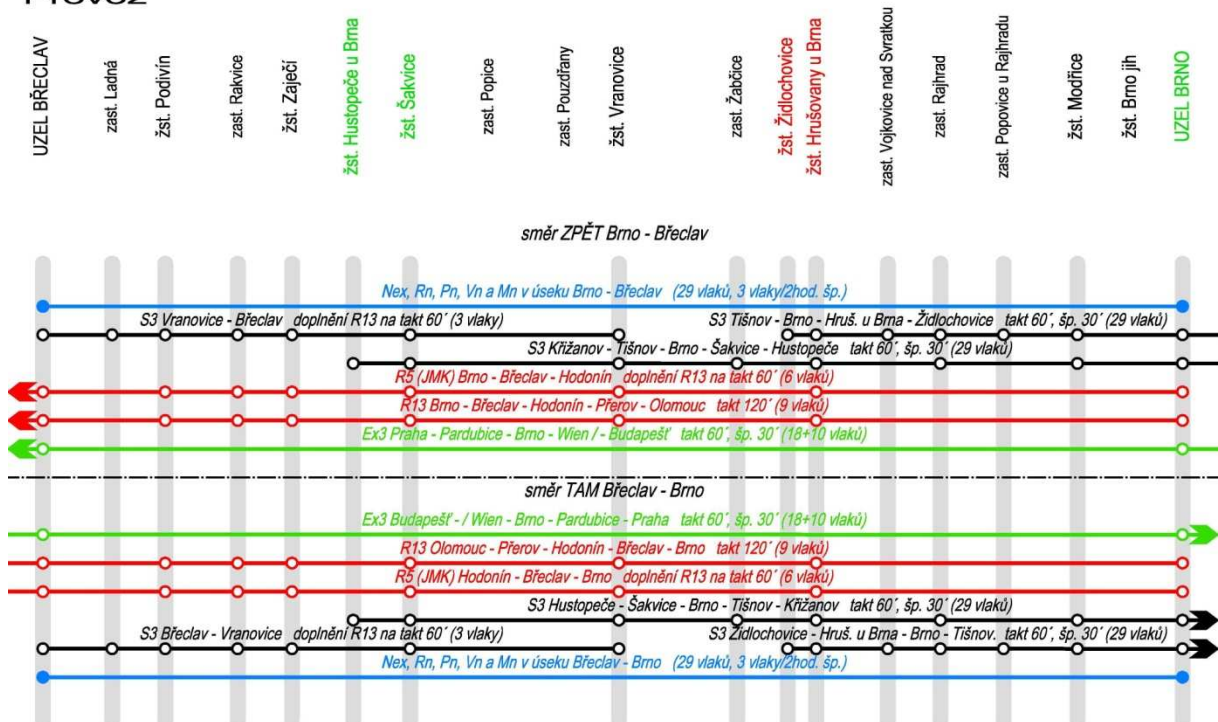 Provoz
UZEL BŘECLAV
zast. Ladná
žst. Podivín
zast. Rakvice
žst. Zaječí
žst. Hustopeče u Brna
žst. Šakvice
zast. Popice
zast. Pouzdřany
žst. Vranovice
zast. Žabčice
žst. Židlochovice
žst. Hrušovany u Brna
zast. Vojkovice nad Svratkou
zast. Rajhrad
zast. Popovice u Rajhradu
žst. Modřice
žst. Brno jih
UZEL BRNO
směr ZPĚT Brno - Břeclav
Nex, Rn, Pn, Vn a Mn v úseku Brno - Břeclav (29 vlaků, 3 vlaky/2hod. šp.)
S3 Vranovice - Břeclav doplnění R13 na takt 60´ (3 vlaky)
S3 Tišnov - Brno - Hruš. u Brna - Židlochovice takt 60´, šp. 30´ (29 vlaků)
S3 Křižanov - Tišnov - Brno - Šakvice - Hustopeče takt 60´, šp. 30´ (29 vlaků)
R5 (JMK) Brno - Břeclav - Hodonín doplnění R13 na takt 60´ (6 vlaků)
R13 Brno - Břeclav - Hodonín - Přerov - Olomouc takt 120´ (9 vlaků)
Ex3 Praha - Pardubice - Brno - Wien / - Budapešť takt 60´, šp. 30´ (18+10 vlaků)
směr TAM Břeclav - Brno
Ex3 Budapešť - / Wien - Brno - Pardubice - Praha takt 60´, šp. 30´ (18+10 vlaků)
R13 Olomouc - Přerov - Hodonín - Břeclav - Brno takt 120´ (9 vlaků)
R5 (JMK) Hodonín - Břeclav - Brno doplnění R13 na takt 60´ (6 vlaků)
S3 Hustopeče - Šakvice - Brno - Tišnov - Křižanov takt 60´, šp. 30´ (29 vlaků)
S3 Břeclav - Vranovice doplnění R13 na takt 60´ (3 vlaky)
S3 Židlochovice - Hruš. u Brna - Brno - Tišnov. takt 60´, šp. 30´ (29 vlaků)
Nex, Rn, Pn, Vn a Mn v úseku Břeclav - Brno (29 vlaků, 3 vlaky/2hod. šp.)